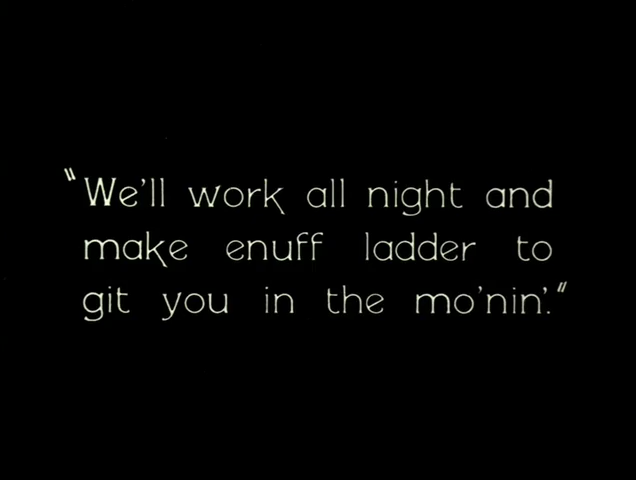 "We'll work all night and
make enuff ladder to
git you in the mo'nin'."